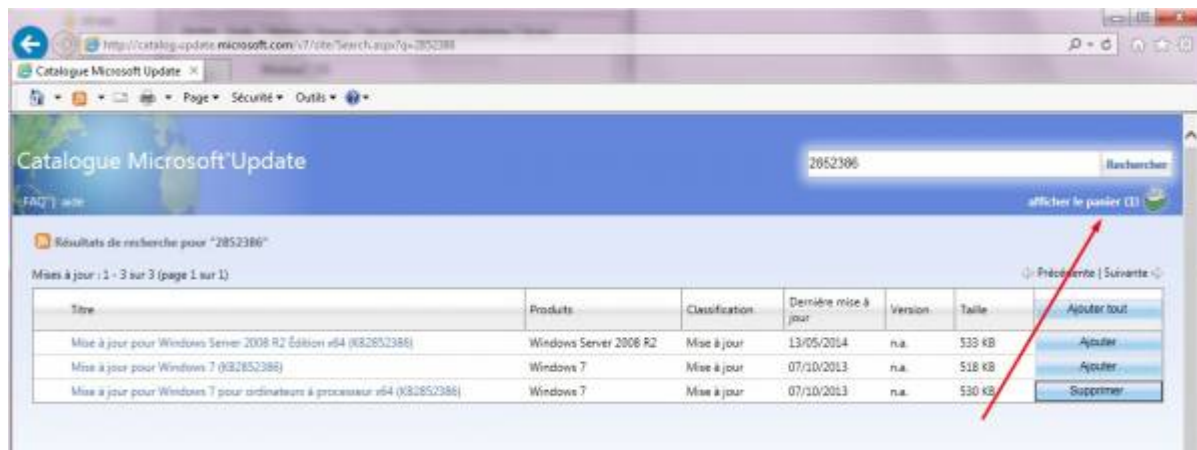 http://catalog.update.microsoft.com/v7/site/Search.aspx?q=2852386
Catalogue Microsoft Update
Page Sécurité Outils
Catalogue Microsoft Update
2852386 Rechercher
FAQ | aide
afficher le panier (1)
Résultats de recherche pour "2852386"
Mises à jour : 1 - 3 sur 3 (page 1 sur 1)
Précédente | Suivante
Titre Produits Classification Dernière mise à jour Version Taille Ajouter tout
Mise à jour pour Windows Server 2008 R2 Édition x64 (KB2852386) Windows Server 2008 R2 Mise à jour 13/05/2014 n.a. 533 KB Ajouter
Mise à jour pour Windows 7 (KB2852386) Windows 7 Mise à jour 07/10/2013 n.a. 518 KB Ajouter
Mise à jour pour Windows 7 pour ordinateurs à processeur x64 (KB2852386) Windows 7 Mise à jour 07/10/2013 n.a. 530 KB Supprimer